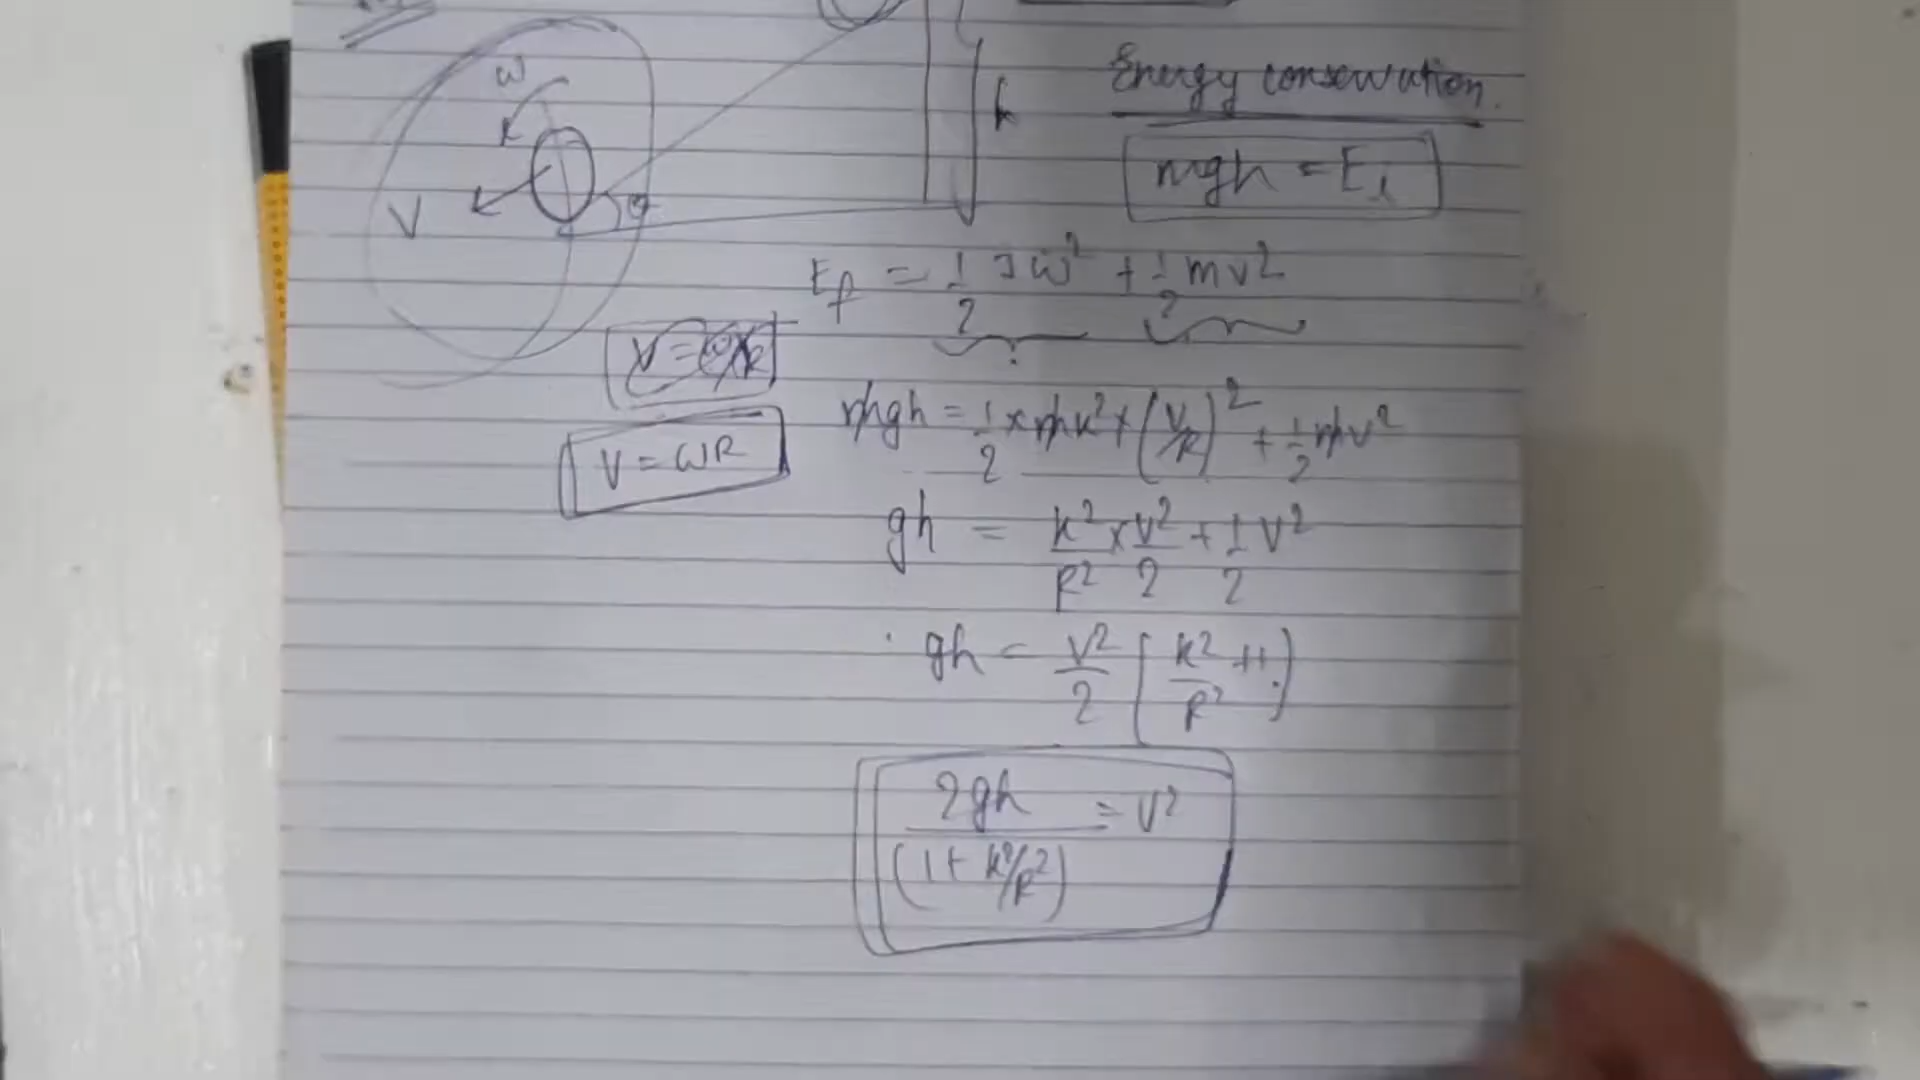 ω
V
θ
h
Energy conservation.
mgh = Ei
Ef = 1/2 Iω² + 1/2 mv²
V = ωR
mgh = 1/2 × mk² × (V/R)² + 1/2 mv²
V = ωR
gh = k²/R² × V²/2 + 1/2 V²
gh = V²/2 [k²/R² + 1)
2gh/(1 + k²/R²) = V²